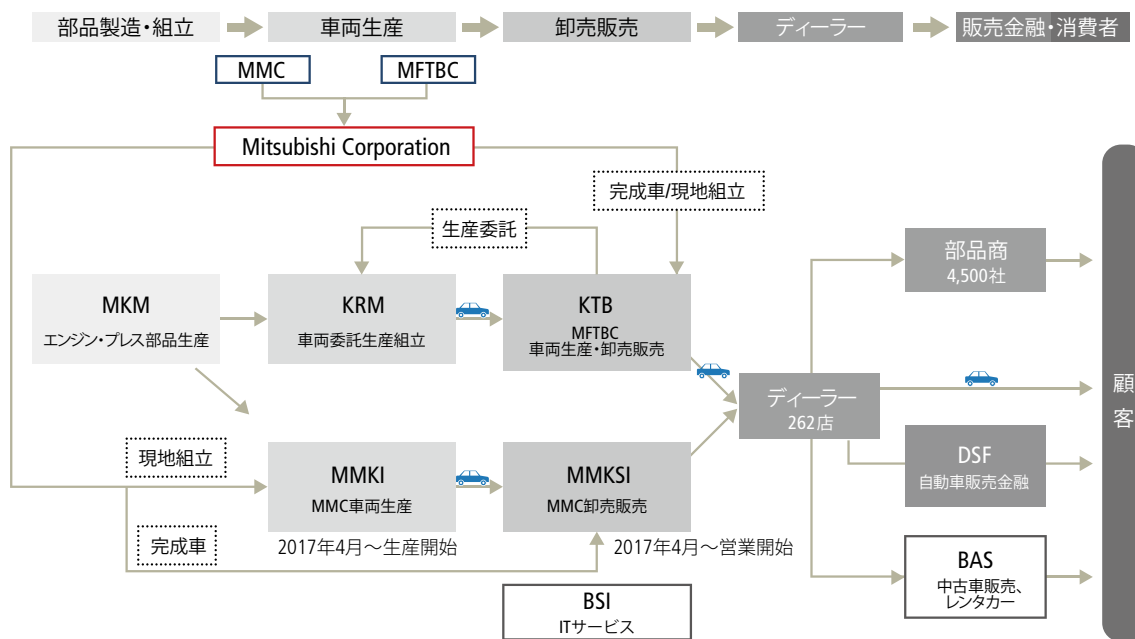 部品製造・組立
車両生産
卸売販売
ディーラー
販売金融・消費者
MMC
MFTBC
Mitsubishi Corporation
完成車/現地組立
生産委託
部品商
4,500社
MKM
エンジン・プレス部品生産
KRM
車両委託生産組立
KTB
MFTBC
車両生産・卸売販売
ディーラー
262店
顧客
現地組立
MMKI
MMC車両生産
MMKSI
MMC卸売販売
DSF
自動車販売金融
完成車
2017年4月～生産開始
2017年4月～営業開始
BAS
中古車販売、
レンタカー
BSI
ITサービス